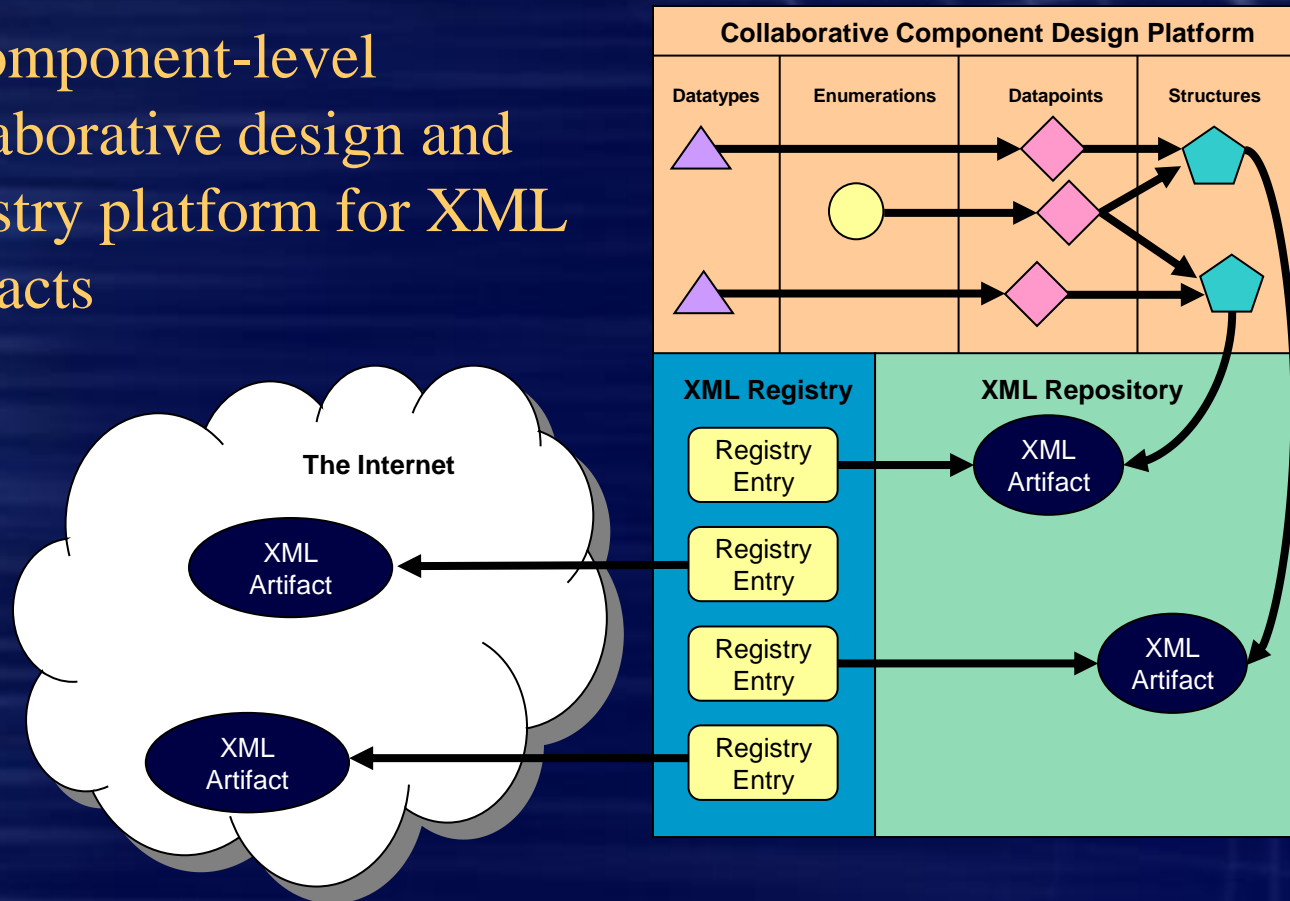 omponent-level
aborative design and
stry platform for XML
acts
Collaborative Component Design Platform
Datatypes
Enumerations
Datapoints
Structures
XML Registry
XML Repository
Registry
Entry
XML
Artifact
Registry
Entry
Registry
Entry
XML
Artifact
Registry
Entry
The Internet
XML
Artifact
XML
Artifact